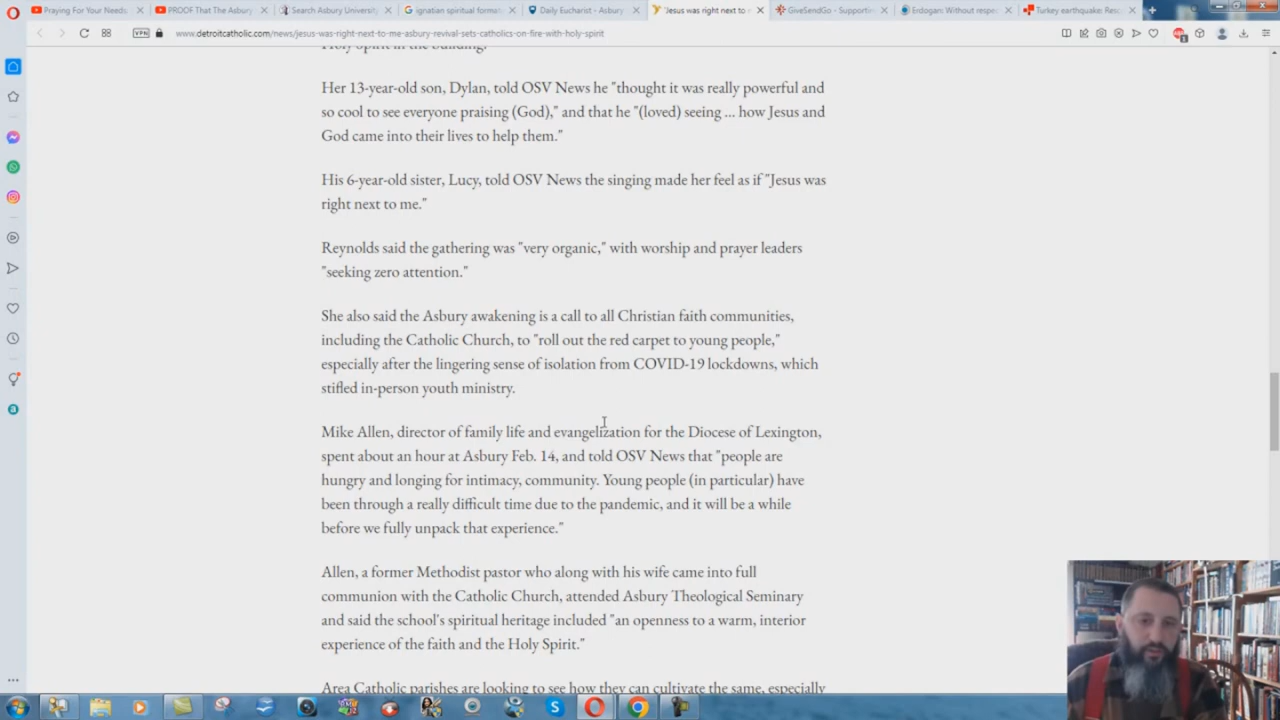 Praying For Your Needs
PROOF That The Asbury
Search Asbury University
ignatian spiritual format
Daily Eucharist - Asbury
"Jesus was right next to m
GiveSendGo - Supportin
Erdogan: Without respe
Turkey earthquake: Resc
VPN
www.detroitcatholic.com/news/jesus-was-right-next-to-me-asbury-revival-sets-catholics-on-fire-with-holy-spirit
Holy Spirit in the building.
Her 13-year-old son, Dylan, told OSV News he "thought it was really powerful and
so cool to see everyone praising (God)," and that he "(loved) seeing ... how Jesus and
God came into their lives to help them."
His 6-year-old sister, Lucy, told OSV News the singing made her feel as if "Jesus was
right next to me."
Reynolds said the gathering was "very organic," with worship and prayer leaders
"seeking zero attention."
She also said the Asbury awakening is a call to all Christian faith communities,
including the Catholic Church, to "roll out the red carpet to young people,"
especially after the lingering sense of isolation from COVID-19 lockdowns, which
stifled in-person youth ministry.
Mike Allen, director of family life and evangelization for the Diocese of Lexington,
spent about an hour at Asbury Feb. 14, and told OSV News that "people are
hungry and longing for intimacy, community. Young people (in particular) have
been through a really difficult time due to the pandemic, and it will be a while
before we fully unpack that experience."
Allen, a former Methodist pastor who along with his wife came into full
communion with the Catholic Church, attended Asbury Theological Seminary
and said the school's spiritual heritage included "an openness to a warm, interior
experience of the faith and the Holy Spirit."
Area Catholic parishes are looking to see how they can cultivate the same, especially